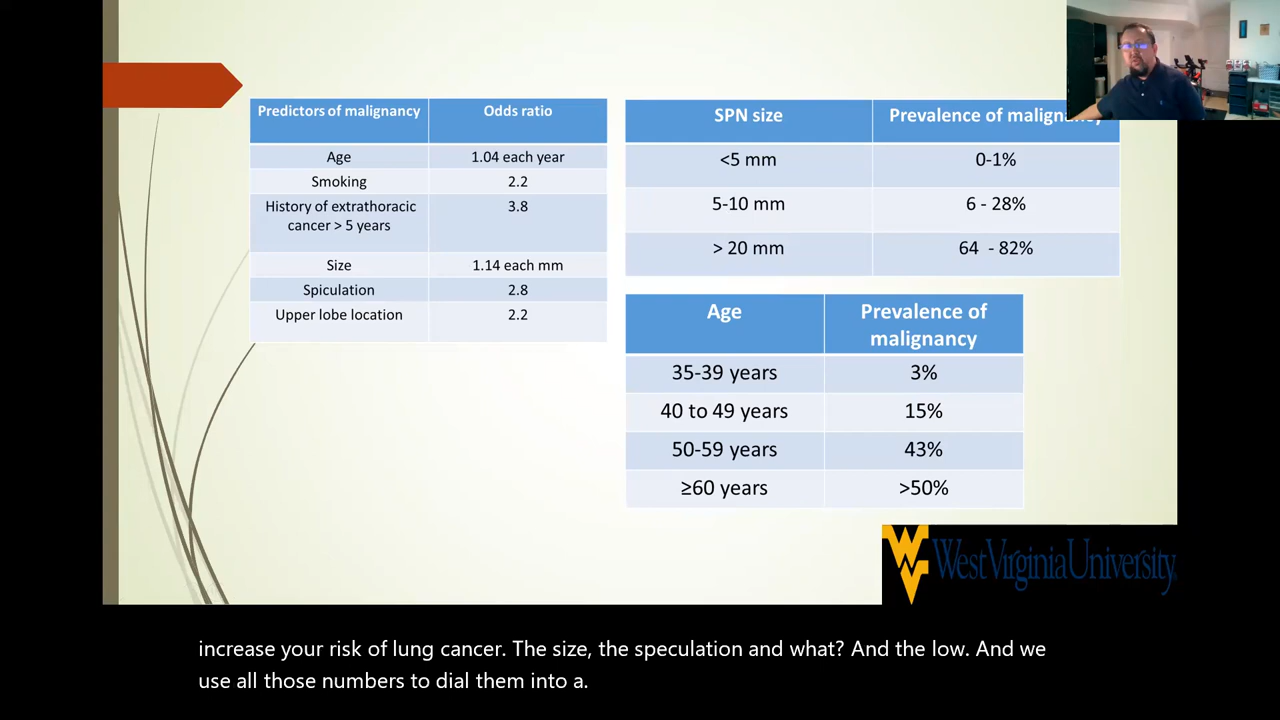 Predictors of malignancy Odds ratio
Age 1.04 each year
Smoking 2.2
History of extrathoracic 3.8
cancer > 5 years
Size 1.14 each mm
Spiculation 2.8
Upper lobe location 2.2
SPN size Prevalence of malignancy
<5 mm 0-1%
5-10 mm 6 - 28%
> 20 mm 64 - 82%
Age Prevalence of
malignancy
35-39 years 3%
40 to 49 years 15%
50-59 years 43%
≥60 years >50%
WestVirginiaUniversity
increase your risk of lung cancer. The size, the speculation and what? And the low. And we
use all those numbers to dial them into a.